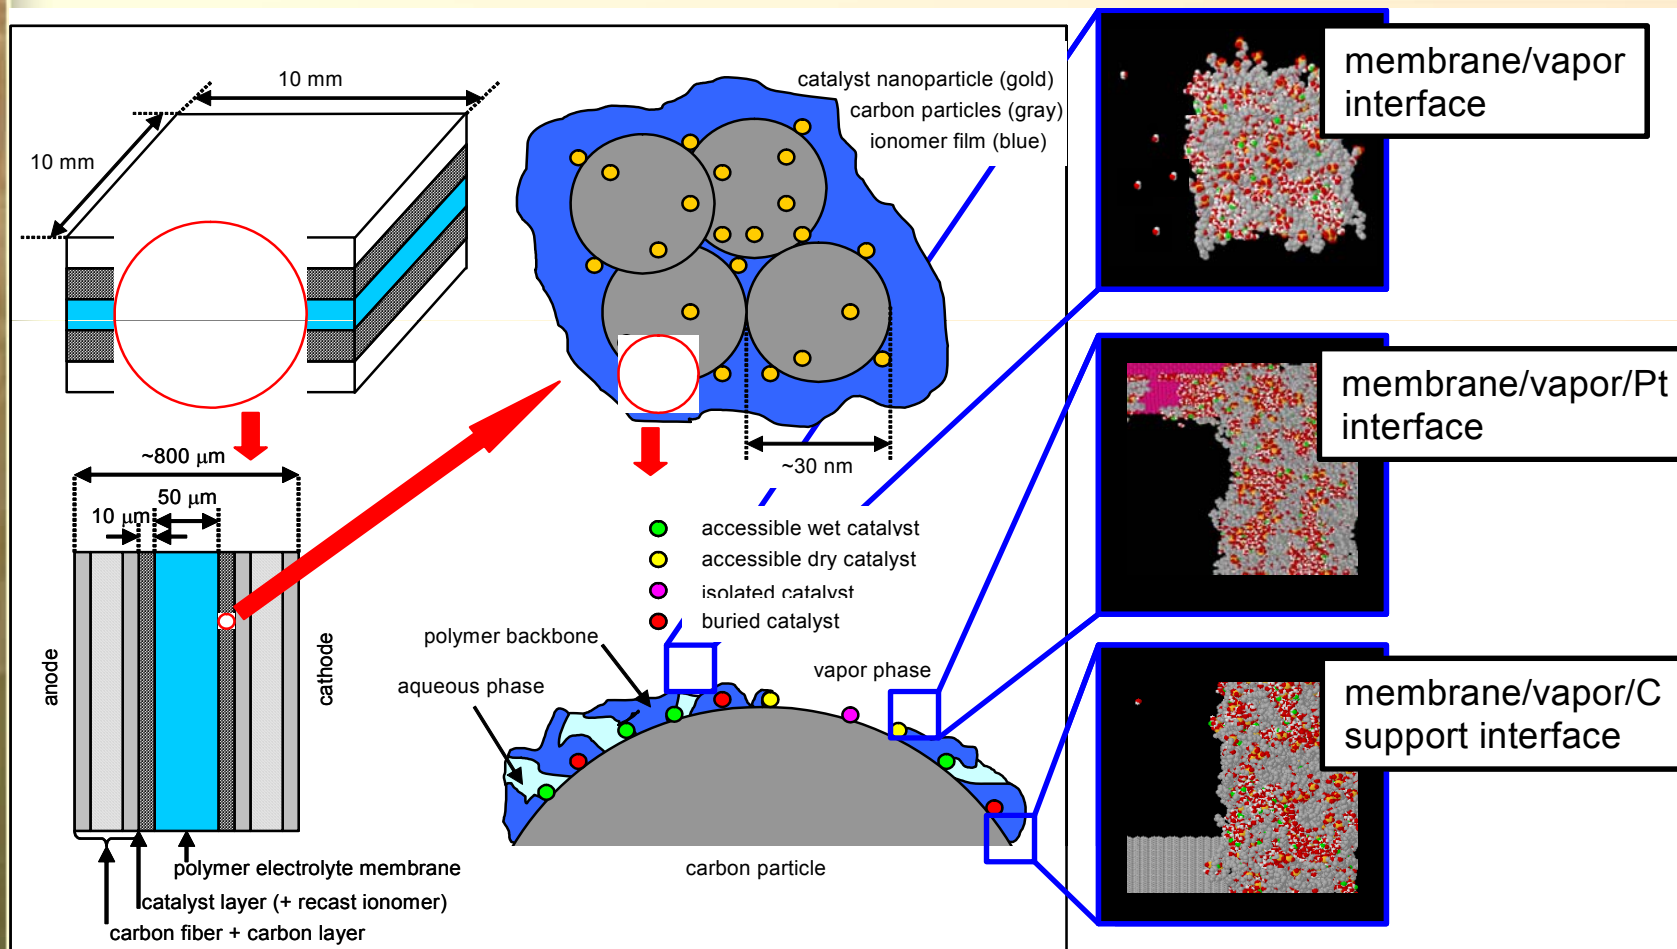 10 mm
10 mm
catalyst nanoparticle (gold)
carbon particles (gray)
ionomer film (blue)
~30 nm
~800 μm
50 μm
10 μm
anode
cathode
polymer electrolyte membrane
catalyst layer (+ recast ionomer)
carbon fiber + carbon layer
accessible wet catalyst
accessible dry catalyst
isolated catalyst
buried catalyst
polymer backbone
aqueous phase
vapor phase
carbon particle
membrane/vapor
interface
membrane/vapor/Pt
interface
membrane/vapor/C
support interface